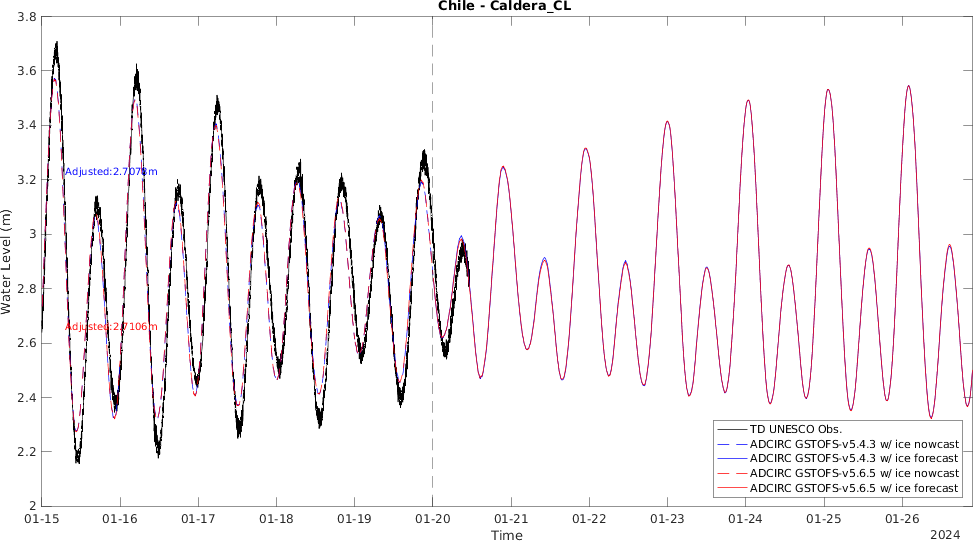 Chile - Caldera_CL
3.8
3.6
3.4
3.2
3
2.8
2.6
2.4
2.2
2
Water Level (m)
Adjusted:2.7078m
Adjusted:2.7106m
TD UNESCO Obs.
ADCIRC GSTOFS-v5.4.3 w/ ice nowcast
ADCIRC GSTOFS-v5.4.3 w/ ice forecast
ADCIRC GSTOFS-v5.6.5 w/ ice nowcast
ADCIRC GSTOFS-v5.6.5 w/ ice forecast
01-15 01-16 01-17 01-18 01-19 01-20 01-21 01-22 01-23 01-24 01-25 01-26
Time
2024